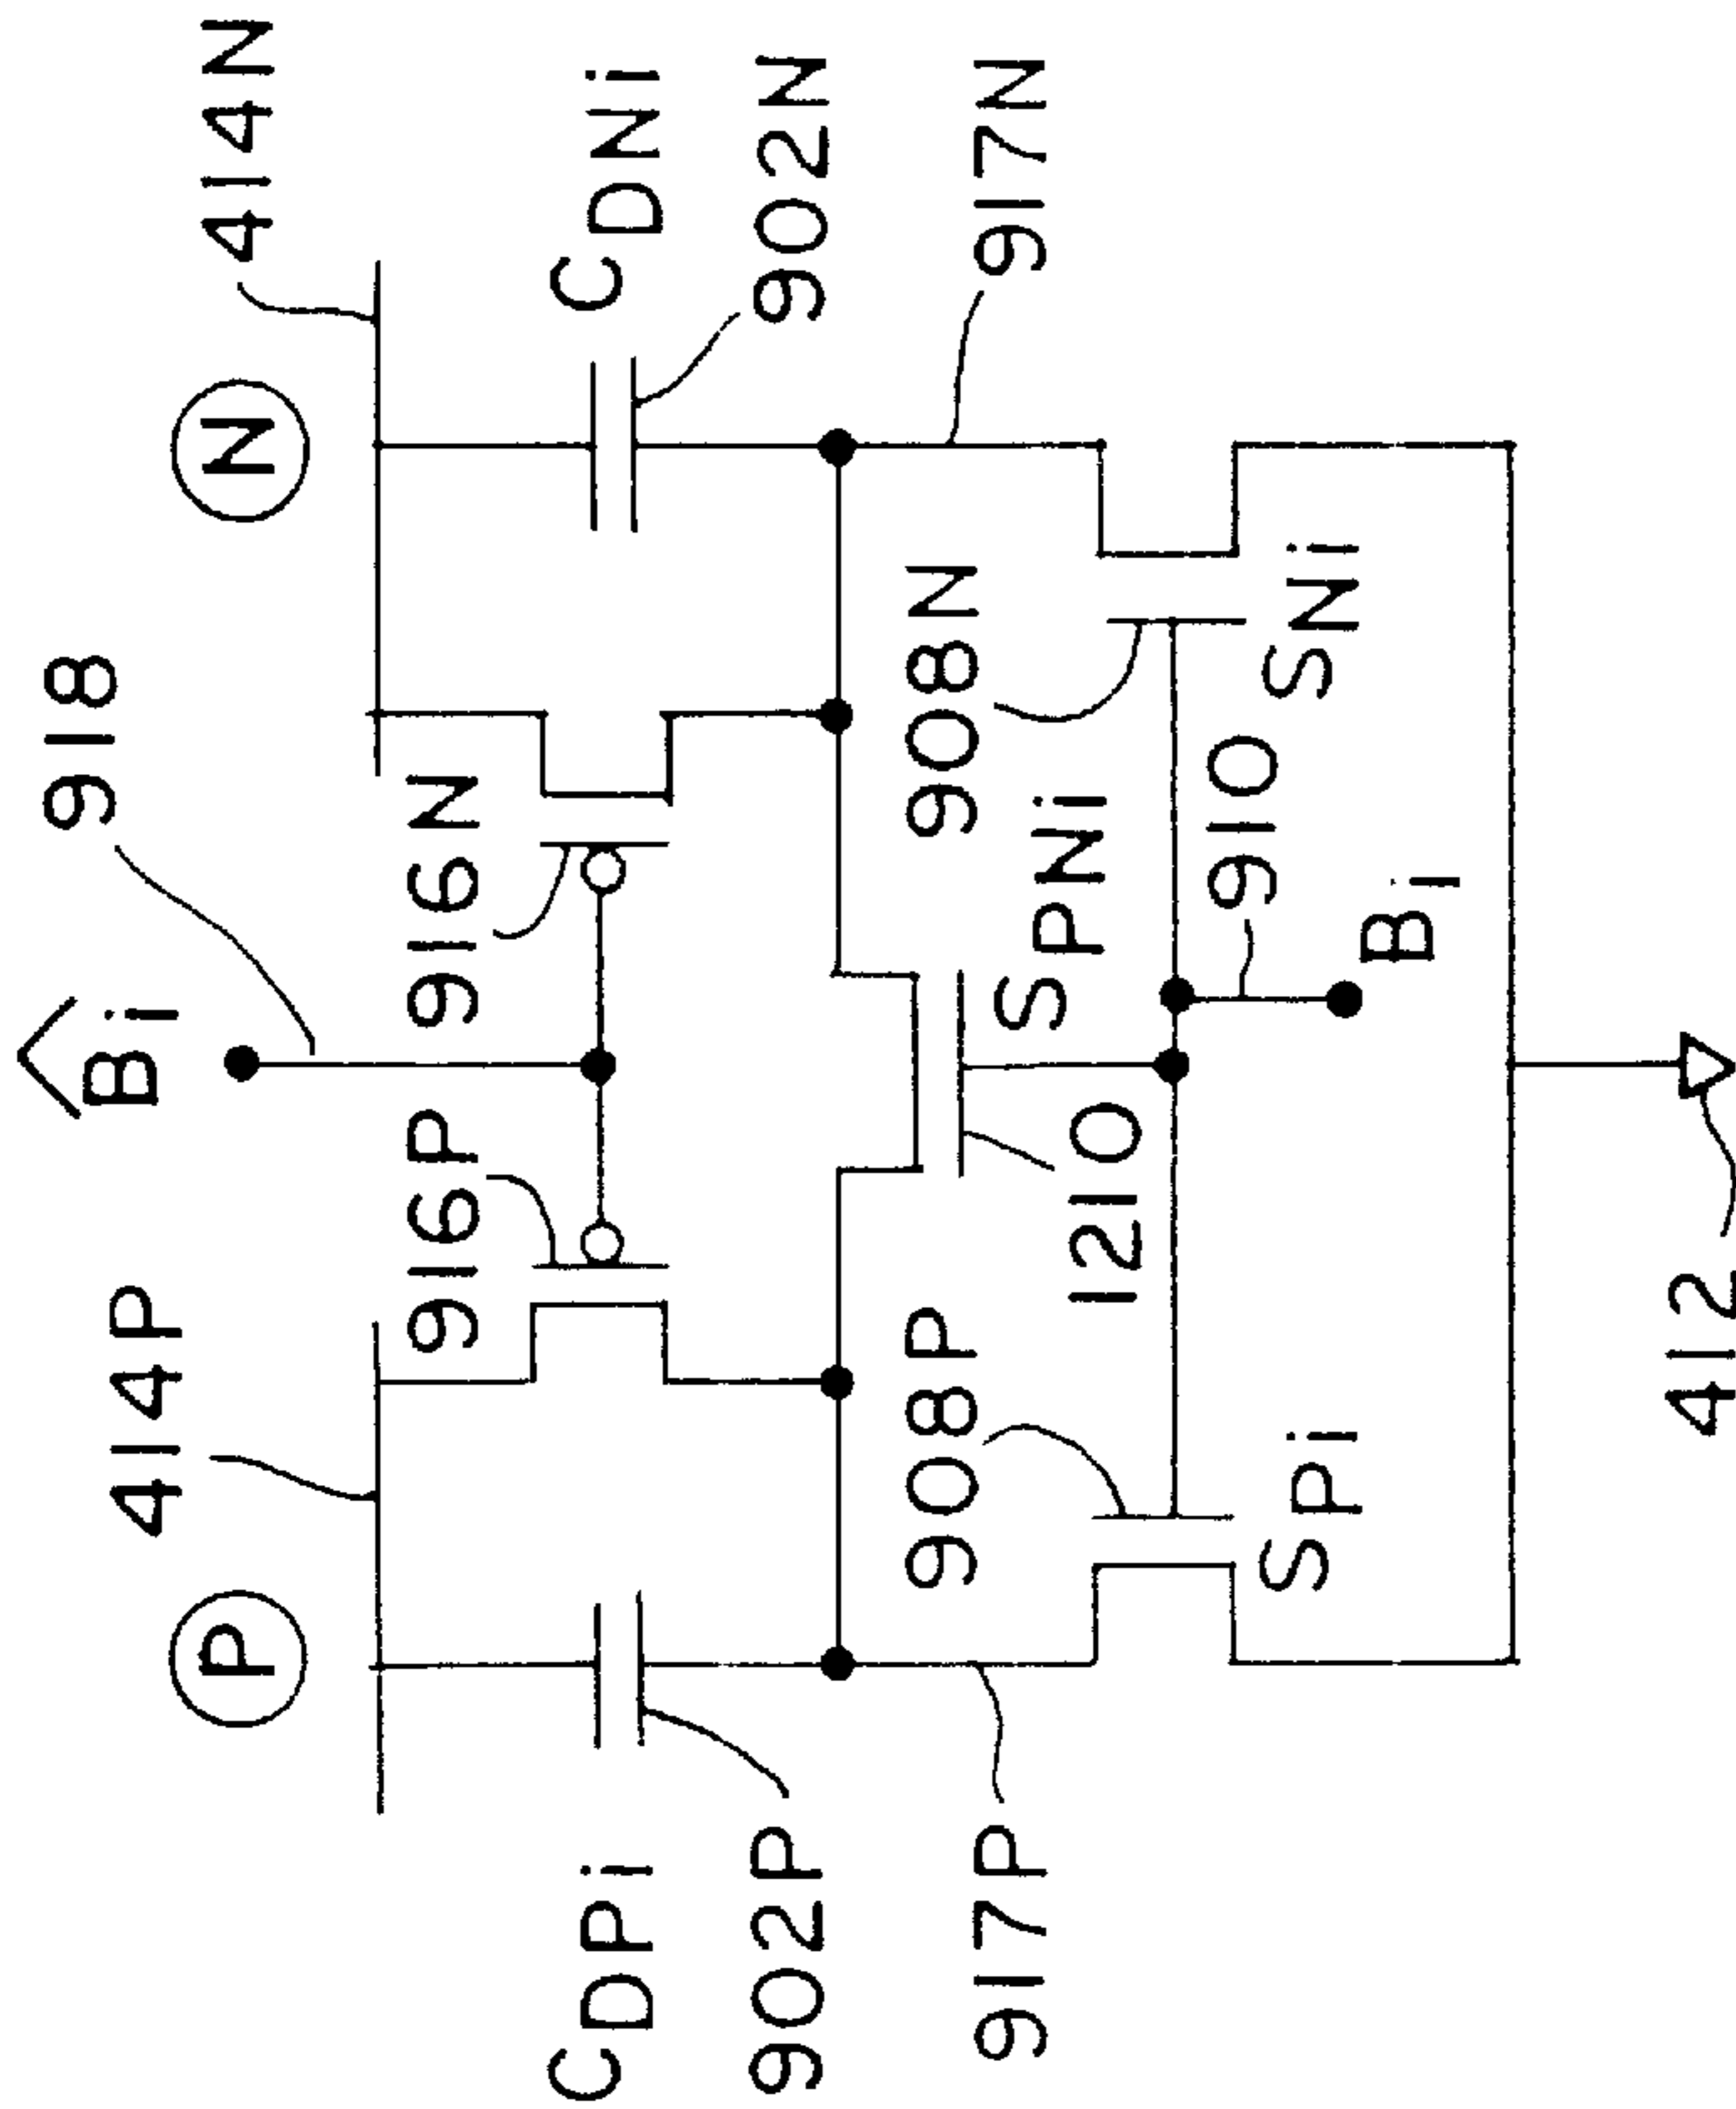 918
B̂i
414P
414N
P
N
916P
916N
CDPi
CDNi
902P
902N
908P
908N
917P
917N
SPNi
1210
910
SPi
SNi
Bi
412